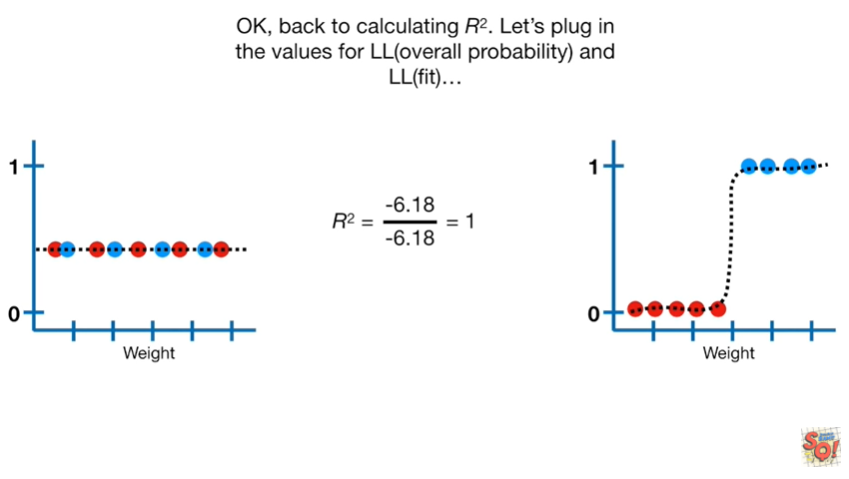 OK, back to calculating R². Let’s plug in
the values for LL(overall probability) and
LL(fit)…
1
0
Weight
R² = -6.18 / -6.18 = 1
1
0
Weight